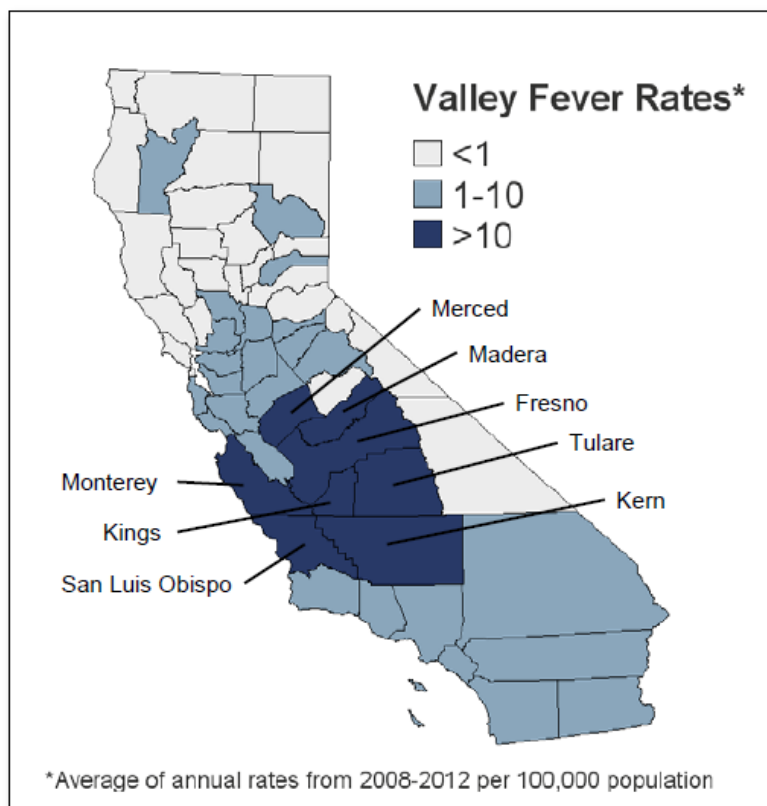 Valley Fever Rates*
<1
1-10
>10
Merced
Madera
Fresno
Tulare
Monterey
Kings
Kern
San Luis Obispo
*Average of annual rates from 2008-2012 per 100,000 population